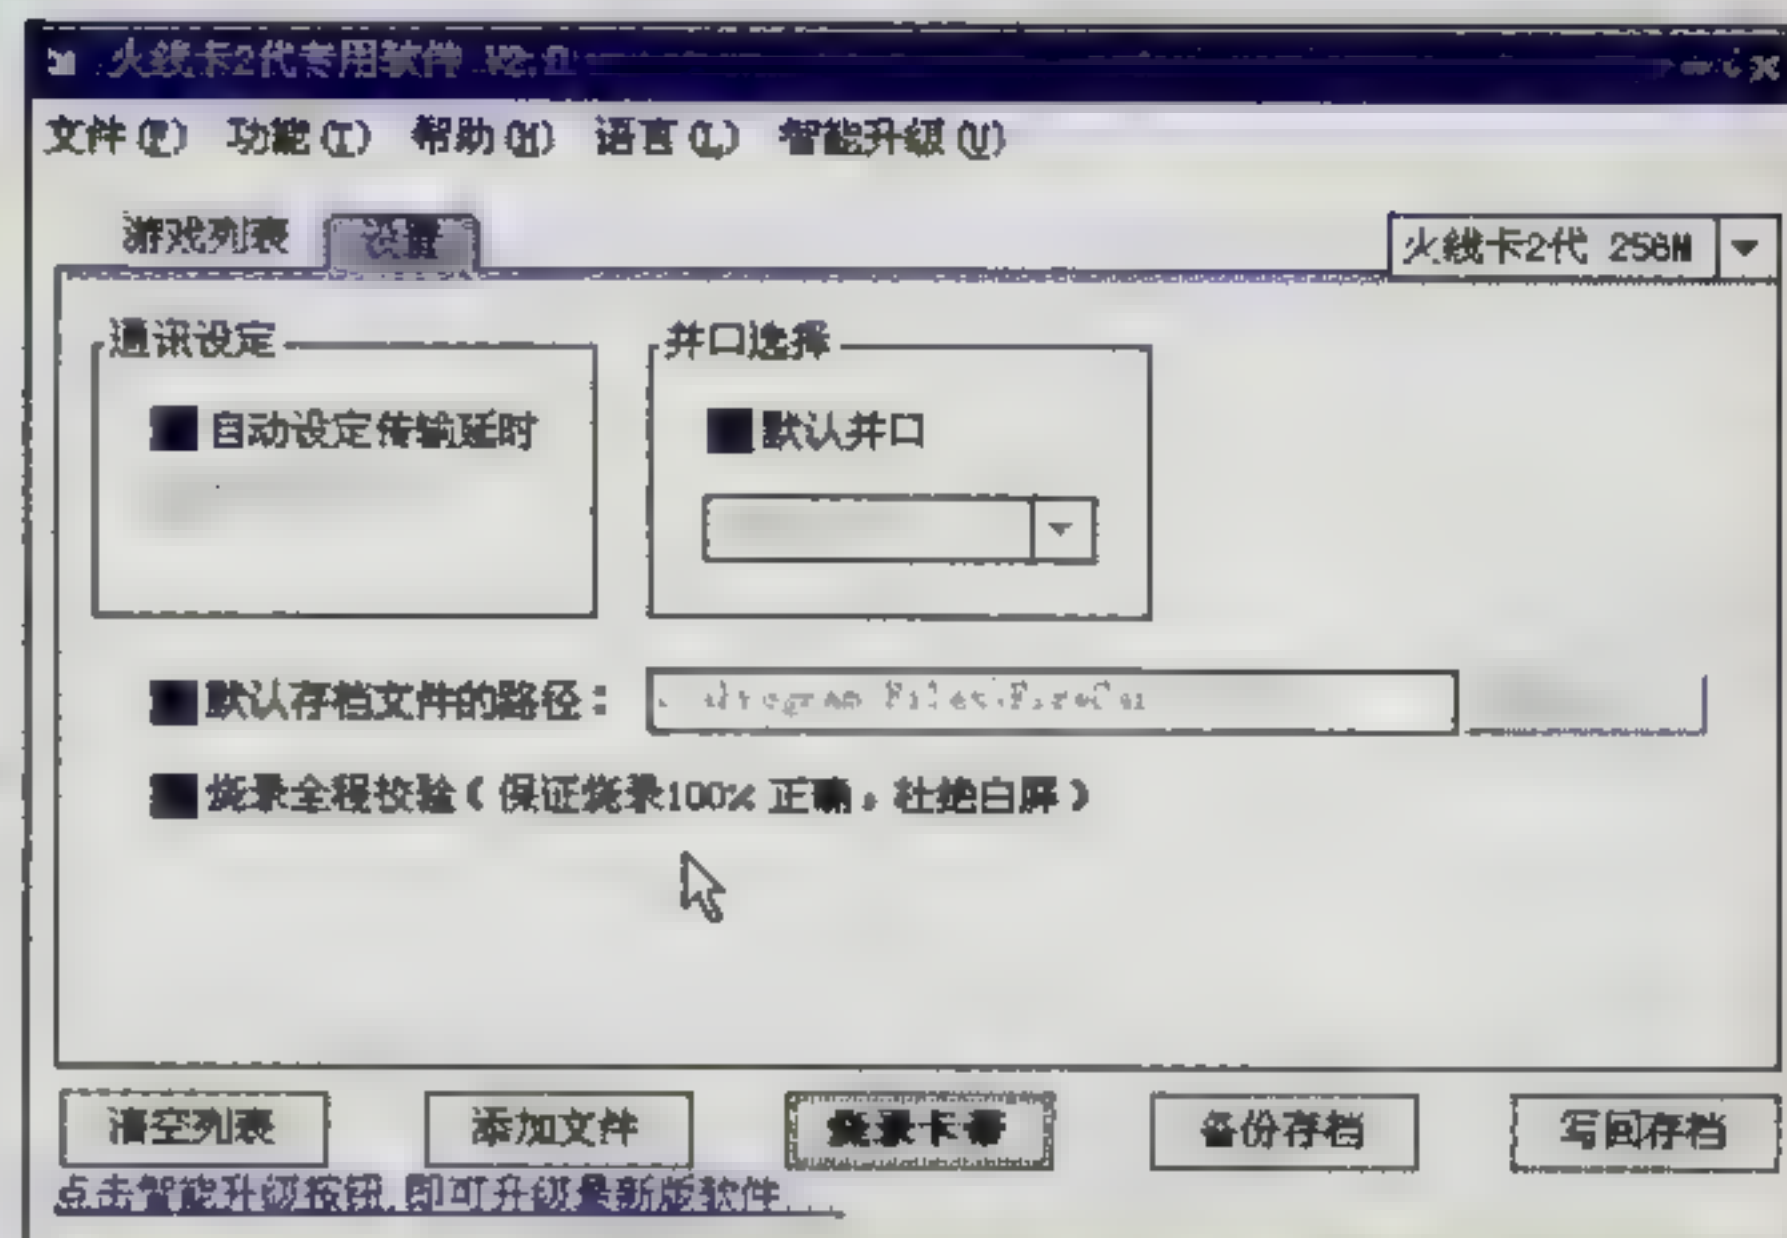 火线卡2代专用软件 V2.0
文件(F) 功能(T) 帮助(H) 语言(L) 智能升级(U)
游戏列表 设置 火线卡2代 256M
通讯设定 并口选择
自动设定传输延时 默认并口
默认存档文件的路径: Program Files\FireCar
烧录全程校验(保证烧录100% 正确。杜绝白屏)
清空列表 添加文件 烧录卡带 备份存档 写回存档
点击智能升级按钮,即可升级最新版软件